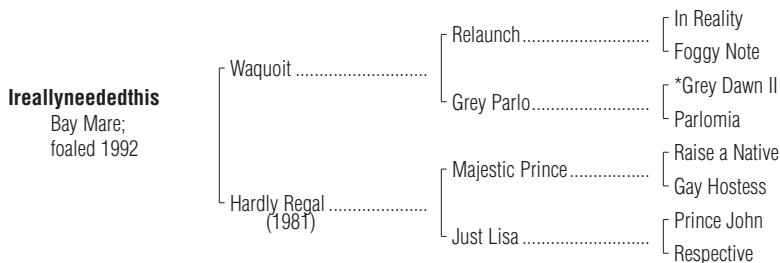 In Reality
Relaunch
Foggy Note
Waquoit
*Grey Dawn II
Grey Parlo
Parlomia
Ireallyneededthis
Bay Mare;
foaled 1992
Raise a Native
Majestic Prince
Gay Hostess
Hardly Regal
(1981)
Prince John
Just Lisa
Respective